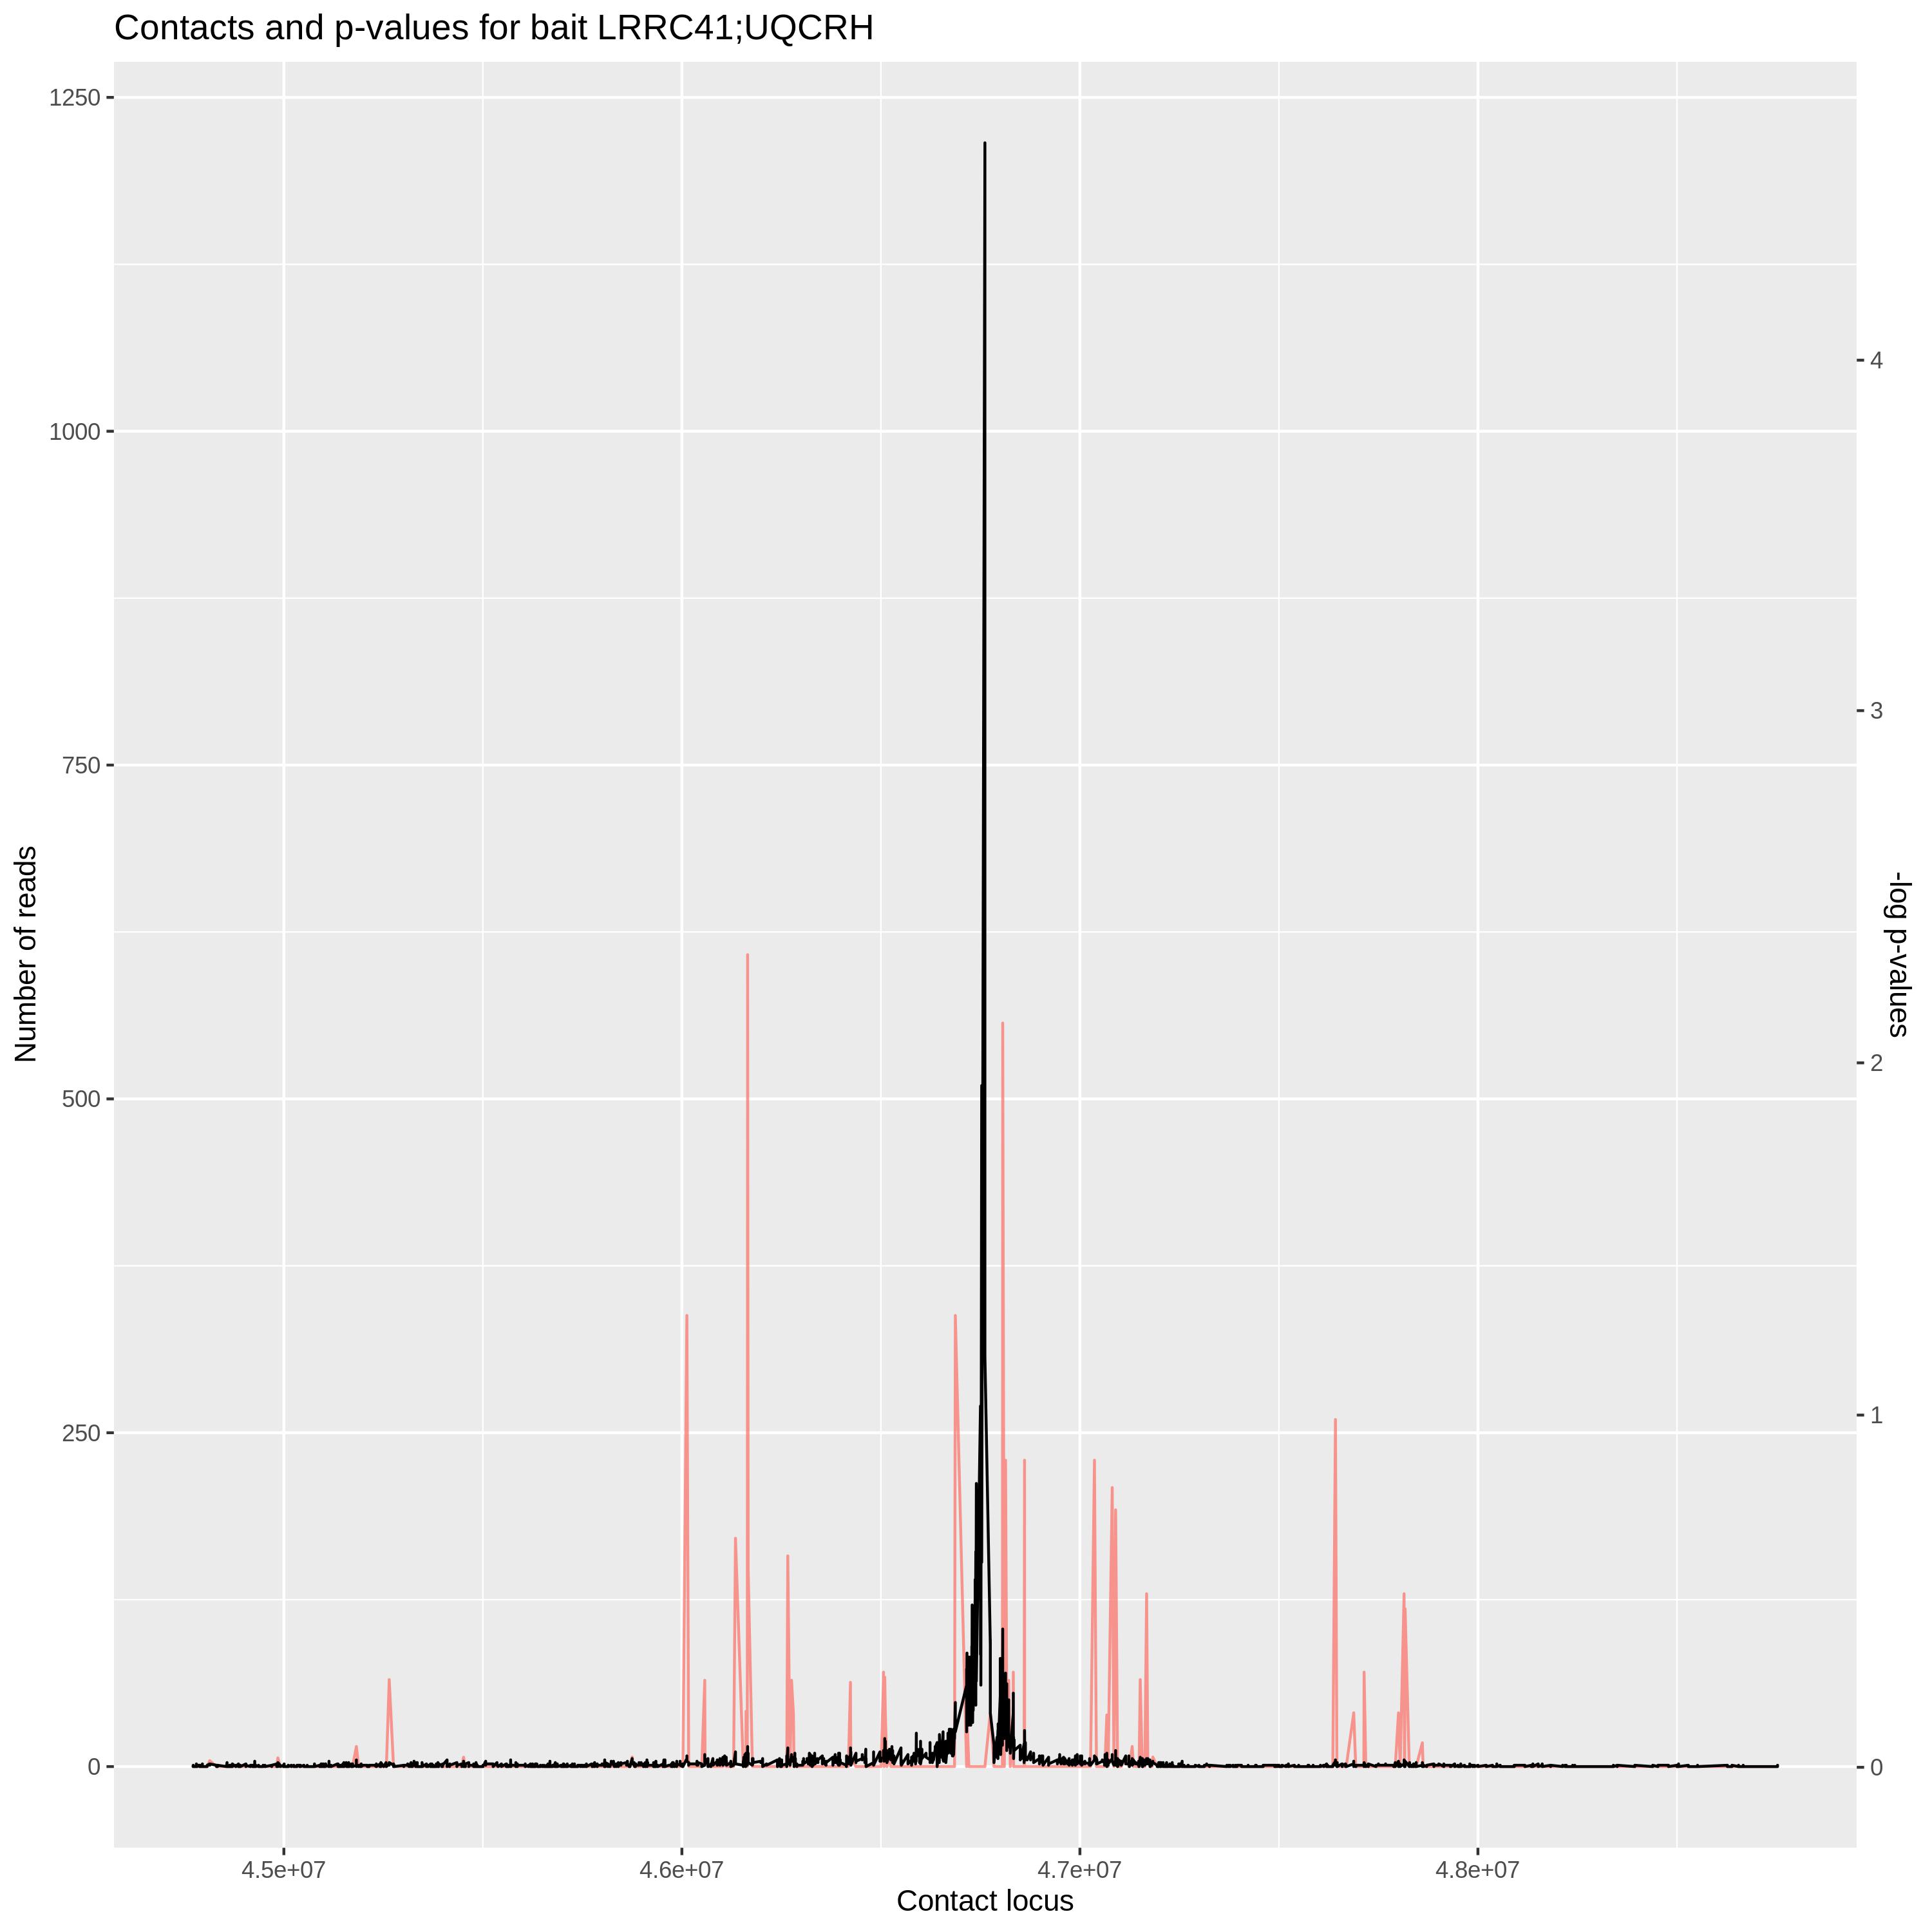 Contacts and p-values for bait LRRC41;UQCRH
1250
1000
750
500
250
0
Number of reads
4
3
2
1
0
-log p-values
4.5e+07 4.6e+07 4.7e+07 4.8e+07
Contact locus